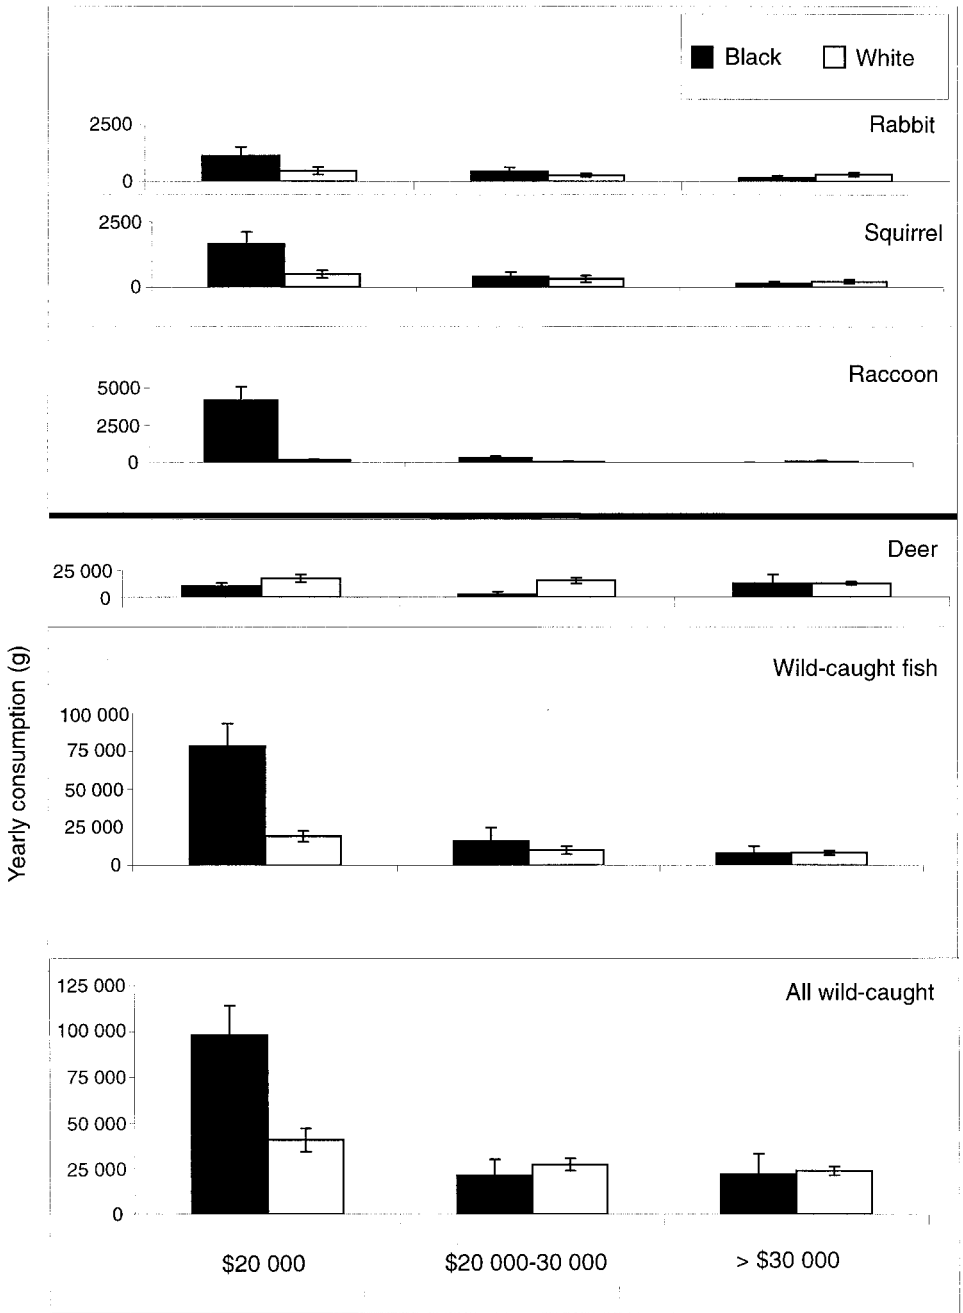 Black White
2500 Rabbit
0
2500 Squirrel
0
Raccoon
5000
2500
0
Deer
25 000
0
Yearly consumption (g)
Wild-caught fish
100 000
75 000
50 000
25 000
0
125 000
All wild-caught
100 000
75 000
50 000
25 000
0
$20 000 $20 000-30 000 > $30 000